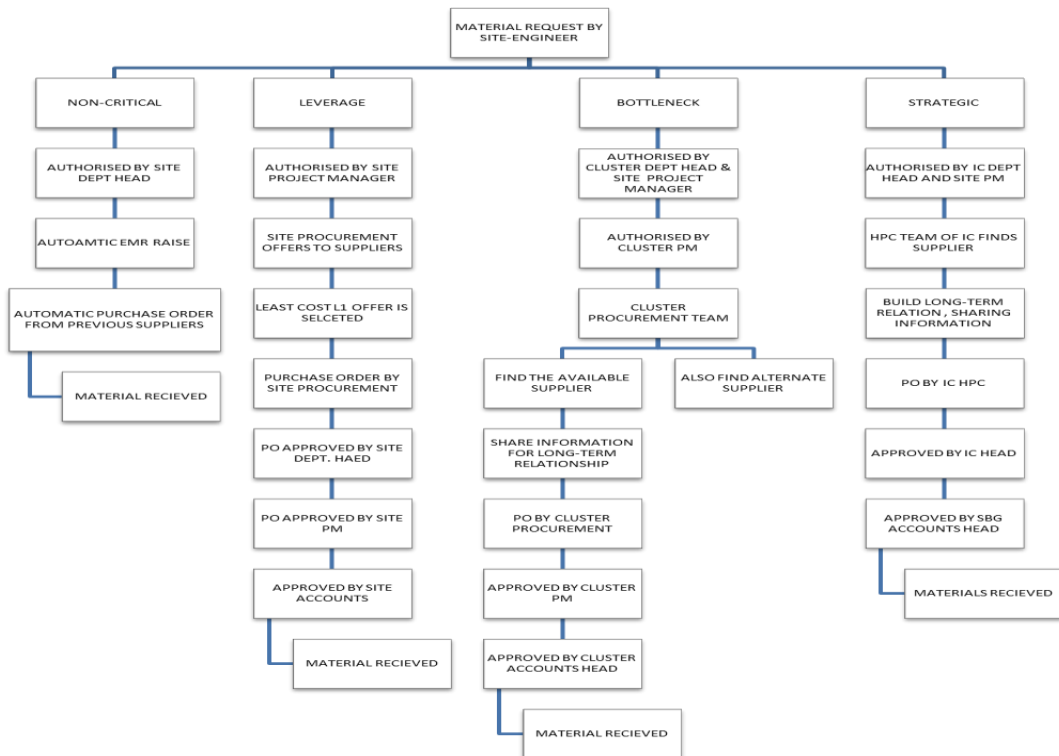 MATERIAL REQUEST BY
SITE-ENGINEER
NON-CRITICAL
LEVERAGE
BOTTLENECK
STRATEGIC
AUTHORISED BY SITE
DEPT HEAD
AUTHORISED BY SITE
PROJECT MANAGER
AUTHORISED BY
CLUSTER DEPT HEAD &
SITE PROJECT
MANAGER
AUTHORISED BY IC DEPT
HEAD AND SITE PM
AUTOAMTIC EMR RAISE
SITE PROCUREMENT
OFFERS TO SUPPLIERS
AUTHORISED BY
CLUSTER PM
HPC TEAM OF IC FINDS
SUPPLIER
AUTOMATIC PURCHASE ORDER
FROM PREVIOUS SUPPLIERS
LEAST COST L1 OFFER IS
SELCETED
CLUSTER
PROCUREMENT TEAM
BUILD LONG-TERM
RELATION , SHARING
INFORMATION
MATERIAL RECIEVED
PURCHASE ORDER BY
SITE PROCUREMENT
FIND THE AVAILABLE
SUPPLIER
ALSO FIND ALTERNATE
SUPPLIER
PO BY IC HPC
PO APPROVED BY SITE
DEPT. HAED
SHARE INFORMATION
FOR LONG-TERM
RELATIONSHIP
APPROVED BY IC HEAD
PO APPROVED BY SITE
PM
PO BY CLUSTER
PROCUREMENT
APPROVED BY SBG
ACCOUNTS HEAD
APPROVED BY SITE
ACCOUNTS
APPROVED BY CLUSTER
PM
MATERIALS RECIEVED
MATERIAL RECIEVED
APPROVED BY CLUSTER
ACCOUNTS HEAD
MATERIAL RECIEVED